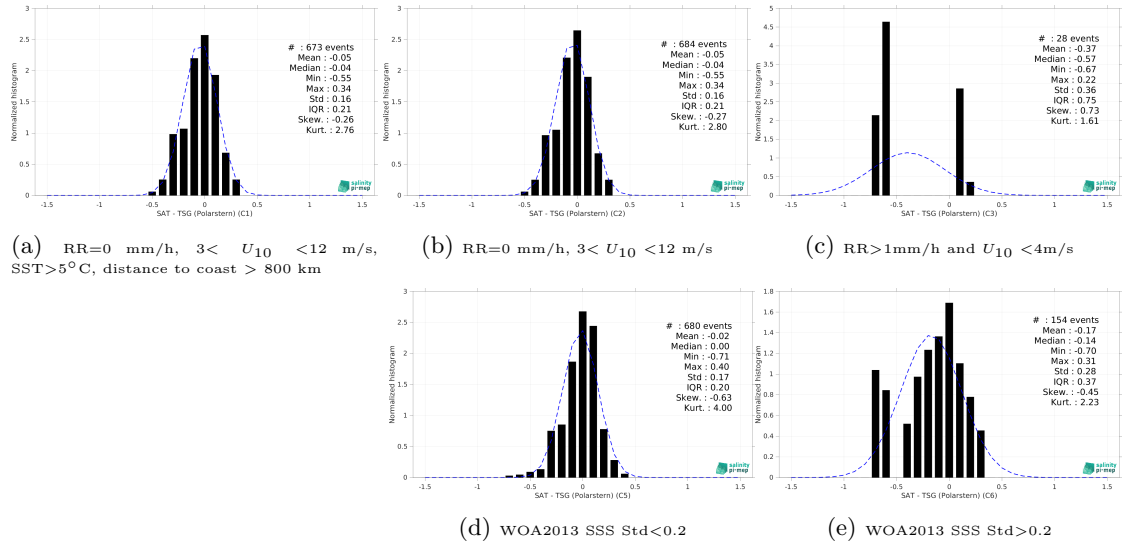 3
2.5
2
1.5
1
0.5
0
Normalized histogram
# : 673 events
Mean : -0.05
Median : -0.04
Min : -0.55
Max : 0.34
Std : 0.16
IQR : 0.21
Skew. : -0.26
Kurt. : 2.76
salinity
pi-mep
-1.5 -1 -0.5 0 0.5 1 1.5
SAT - TSG (Polarstern) (C1)
(a) RR=0 mm/h, 3< U10 <12 m/s,
SST>5°C, distance to coast > 800 km
3
2.5
2
1.5
1
0.5
0
Normalized histogram
# : 684 events
Mean : -0.05
Median : -0.04
Min : -0.55
Max : 0.34
Std : 0.16
IQR : 0.21
Skew. : -0.27
Kurt. : 2.80
salinity
pi-mep
-1.5 -1 -0.5 0 0.5 1 1.5
SAT - TSG (Polarstern) (C2)
(b) RR=0 mm/h, 3< U10 <12 m/s
5
4.5
4
3.5
3
2.5
2
1.5
1
0.5
0
Normalized histogram
# : 28 events
Mean : -0.37
Median : -0.57
Min : -0.67
Max : 0.22
Std : 0.36
IQR : 0.75
Skew. : 0.73
Kurt. : 1.61
salinity
pi-mep
-1.5 -1 -0.5 0 0.5 1 1.5
SAT - TSG (Polarstern) (C3)
(c) RR>1mm/h and U10 <4m/s
3
2.5
2
1.5
1
0.5
0
Normalized histogram
# : 680 events
Mean : -0.02
Median : 0.00
Min : -0.71
Max : 0.40
Std : 0.17
IQR : 0.20
Skew. : -0.63
Kurt. : 4.00
salinity
pi-mep
-1.5 -1 -0.5 0 0.5 1 1.5
SAT - TSG (Polarstern) (C5)
(d) WOA2013 SSS Std<0.2
1.8
1.6
1.4
1.2
1
0.8
0.6
0.4
0.2
0
Normalized histogram
# : 154 events
Mean : -0.17
Median : -0.14
Min : -0.70
Max : 0.31
Std : 0.28
IQR : 0.37
Skew. : -0.45
Kurt. : 2.23
salinity
pi-mep
-1.5 -1 -0.5 0 0.5 1 1.5
SAT - TSG (Polarstern) (C6)
(e) WOA2013 SSS Std>0.2